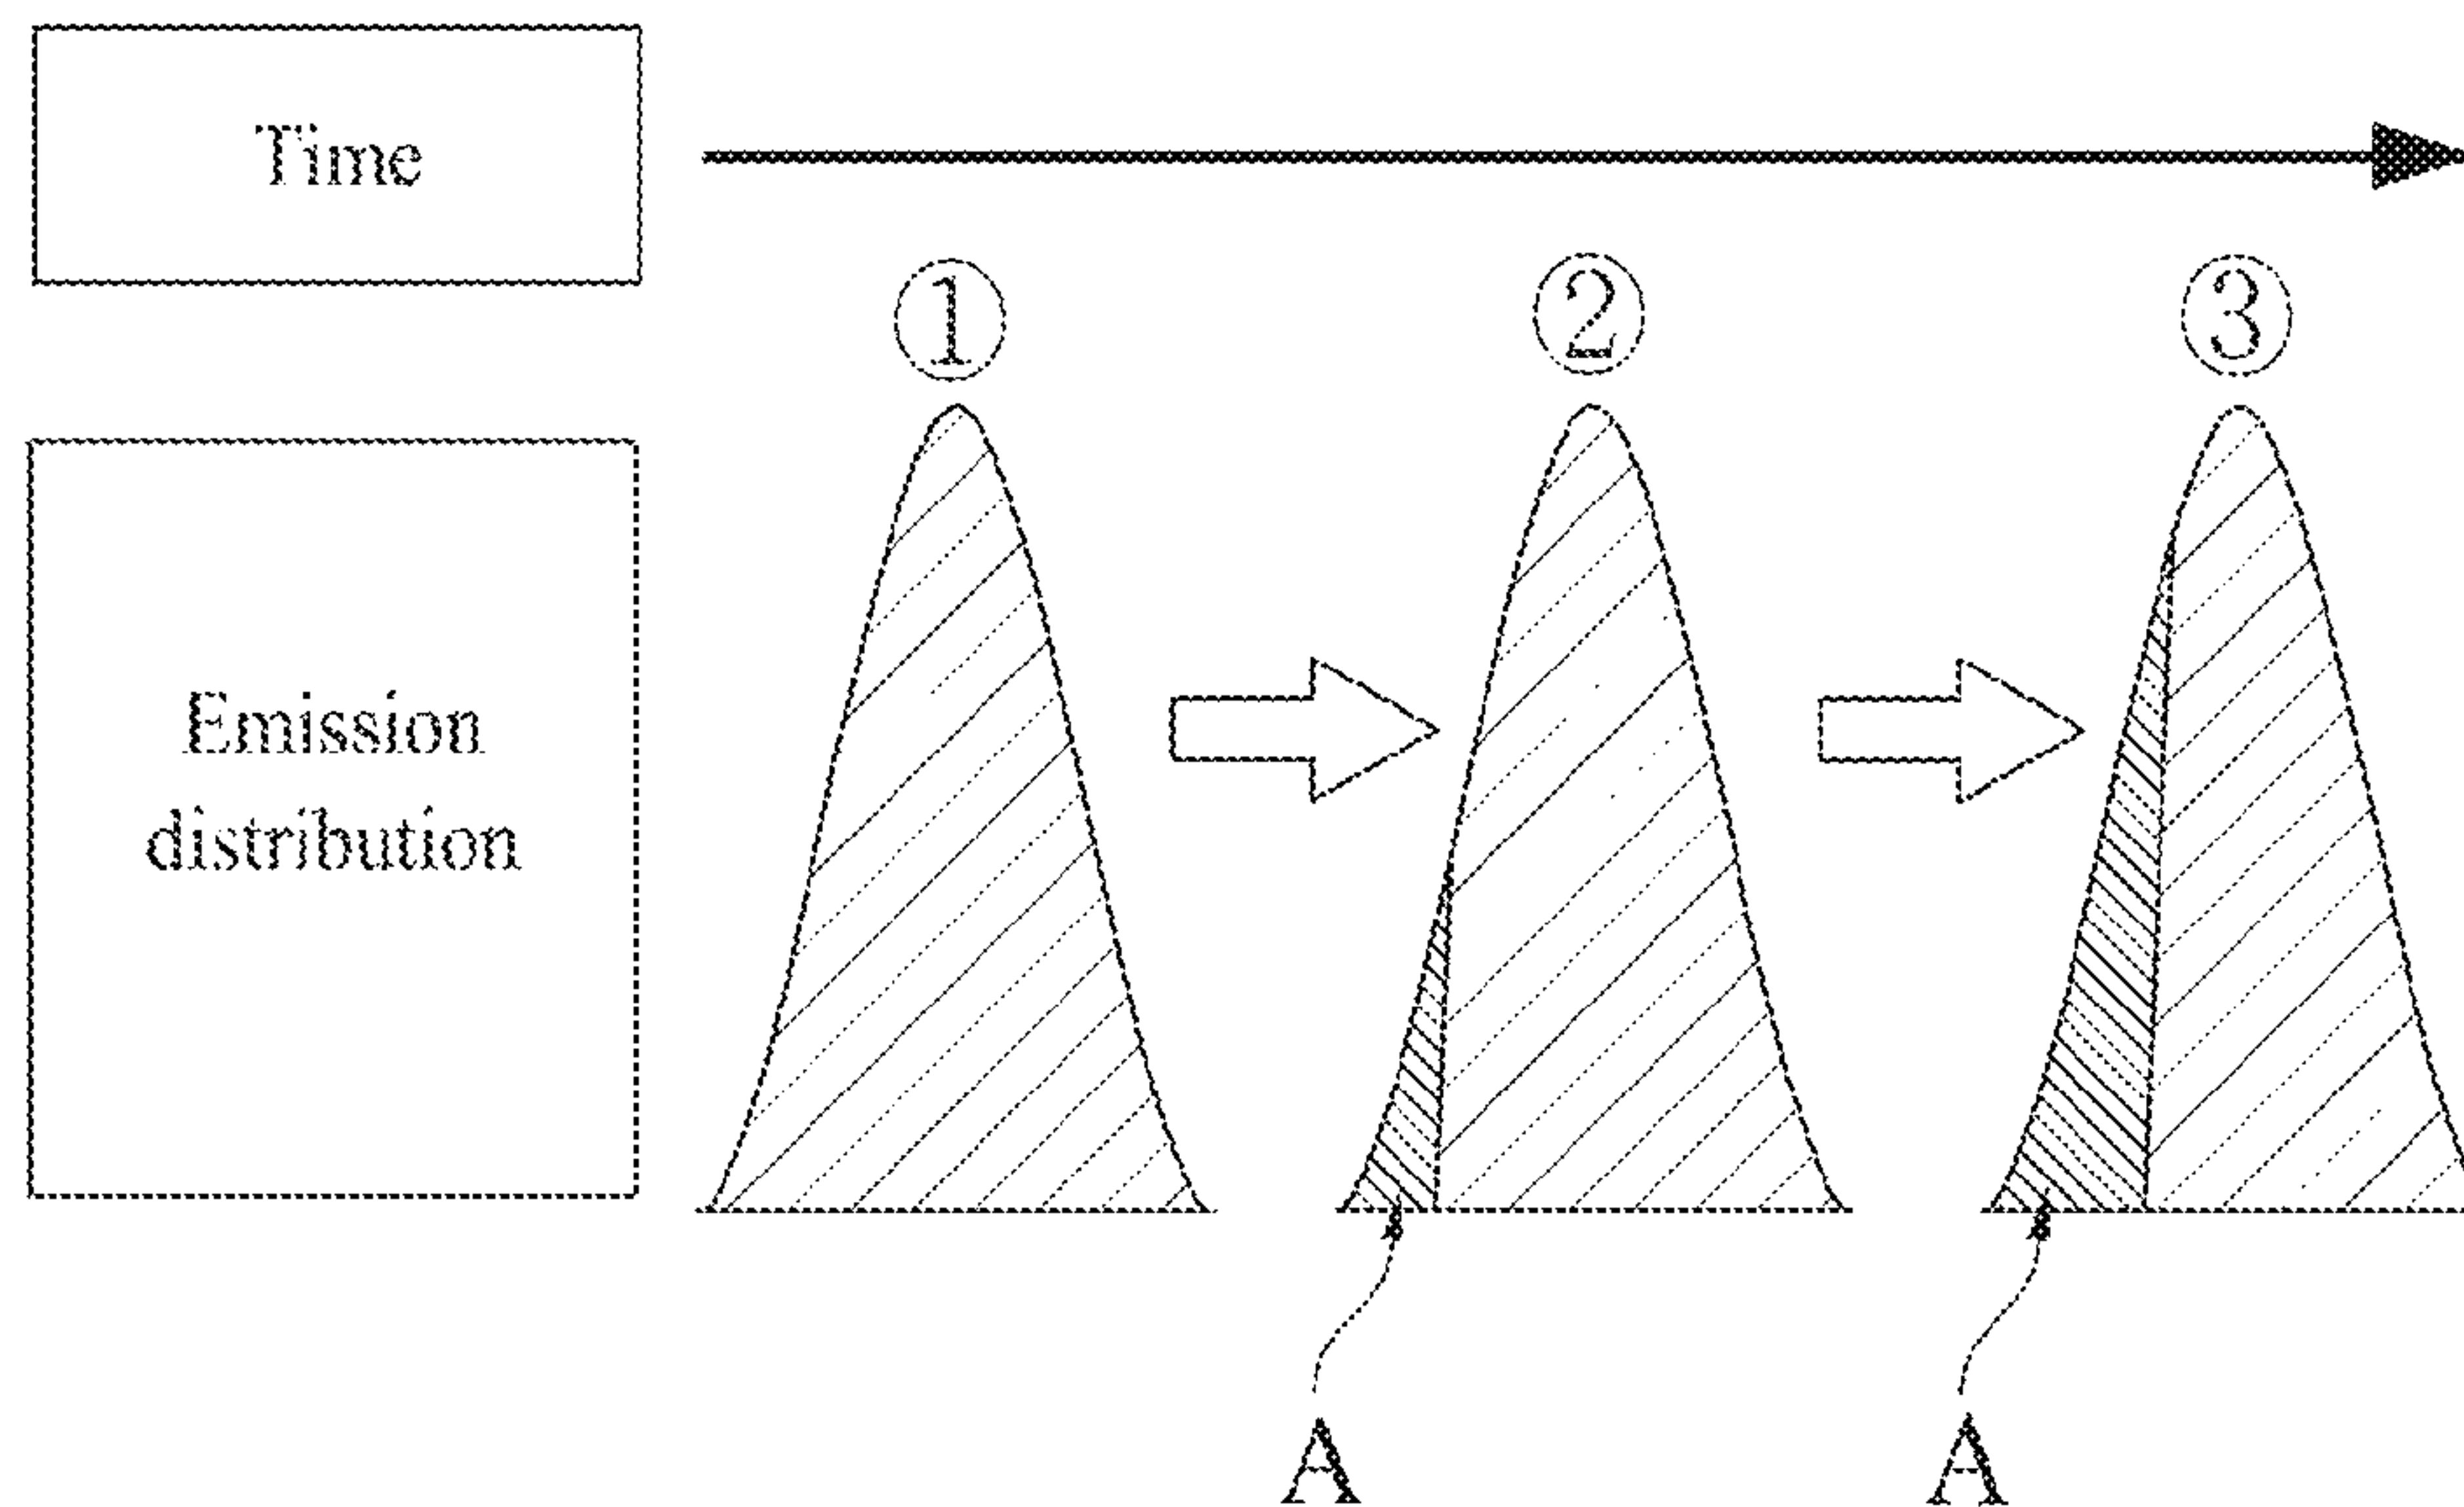 Time
① ② ③
Emission
distribution
A A